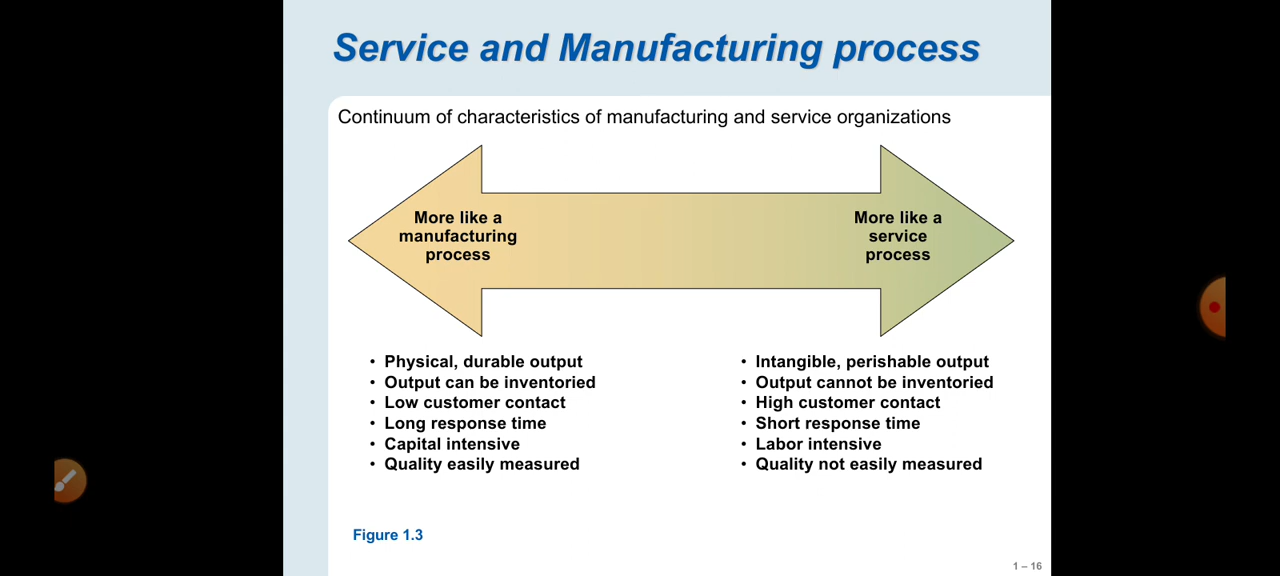 Service and Manufacturing process
Continuum of characteristics of manufacturing and service organizations
More like a
manufacturing
process
More like a
service
process
• Physical, durable output
• Output can be inventoried
• Low customer contact
• Long response time
• Capital intensive
• Quality easily measured
• Intangible, perishable output
• Output cannot be inventoried
• High customer contact
• Short response time
• Labor intensive
• Quality not easily measured
Figure 1.3
1 – 16